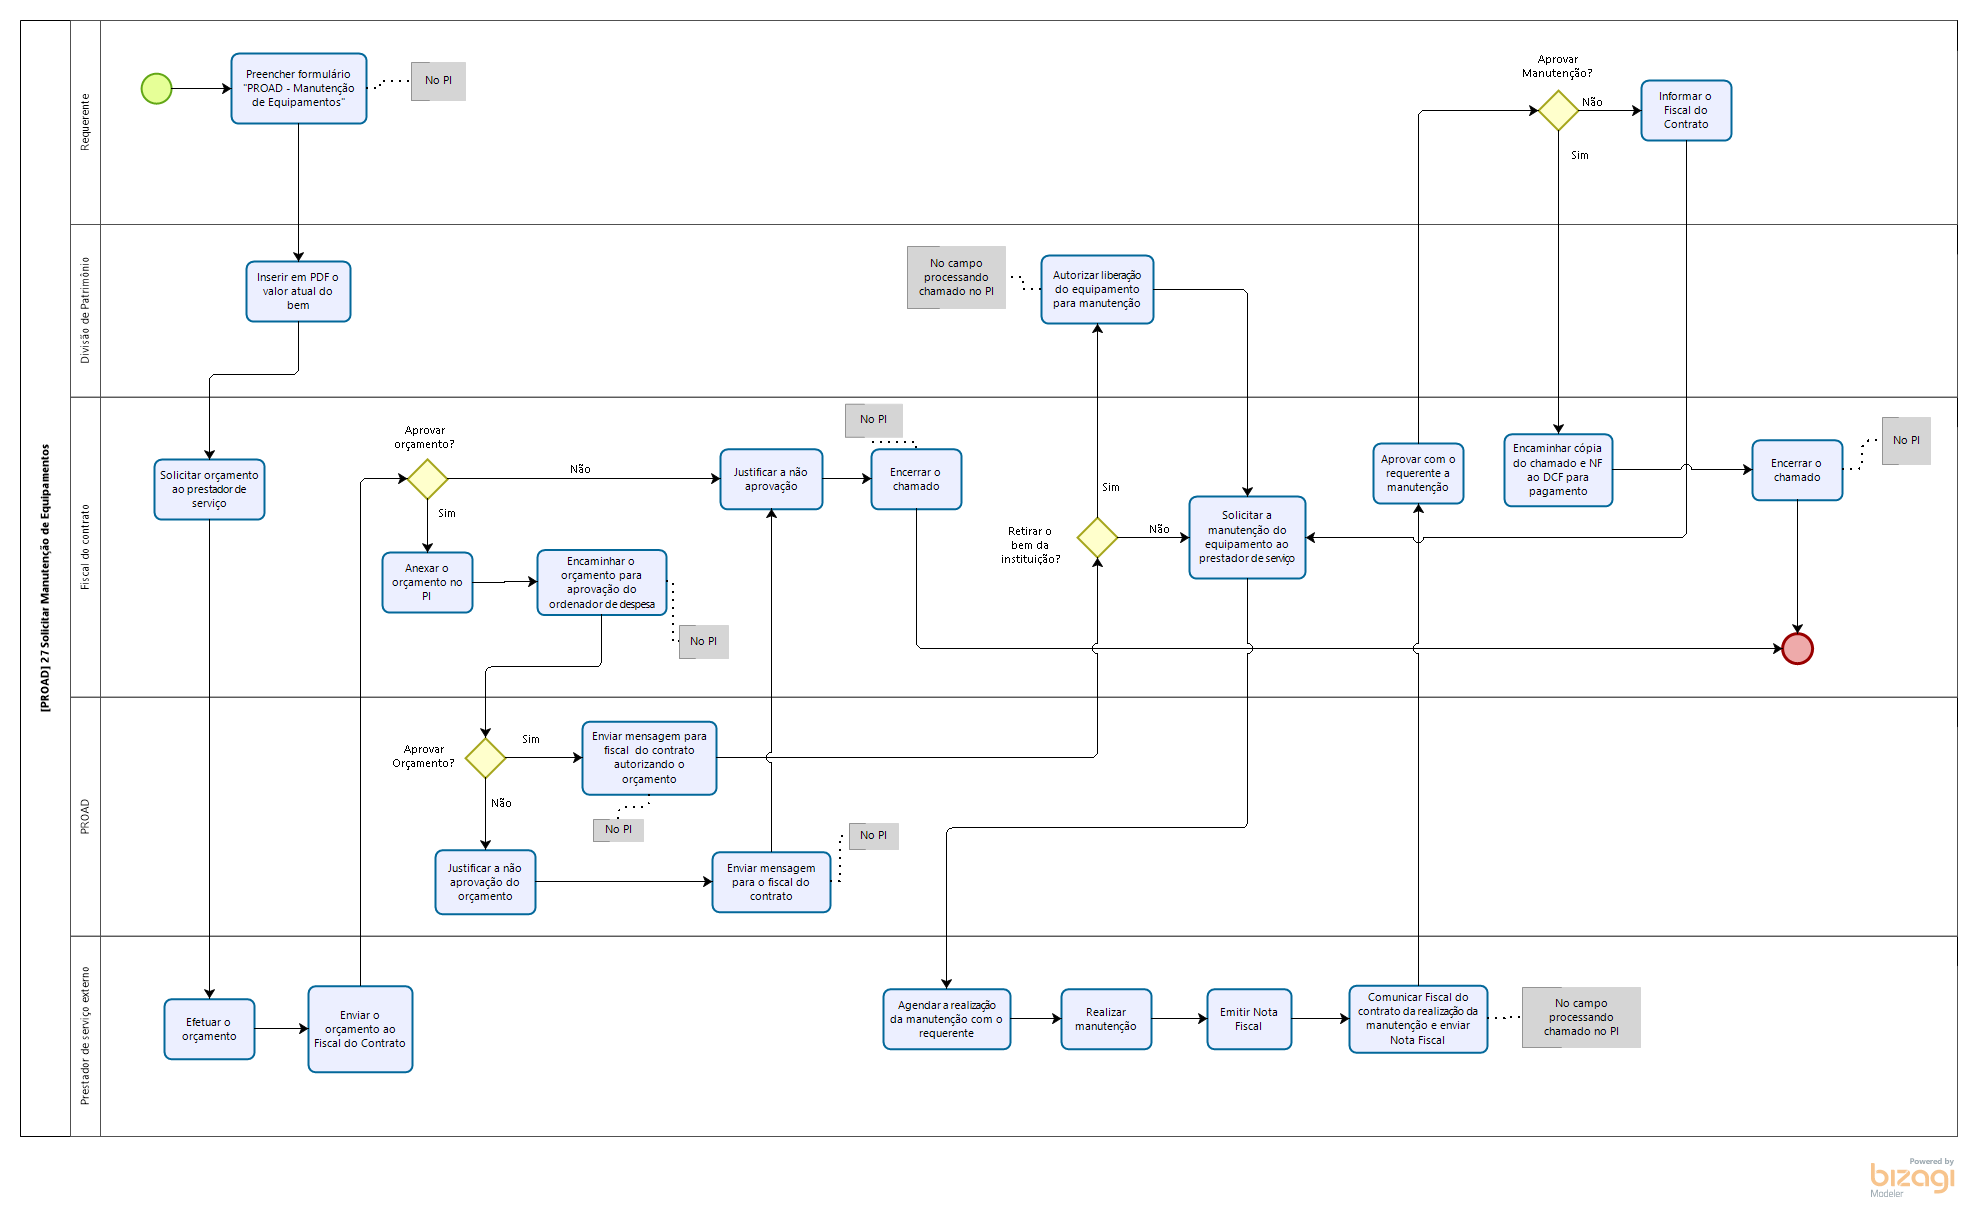 [PROAD] 27 Solicitar Manutenção de Equipamentos
Requerente
Preencher formulário
"PROAD - Manutenção
de Equipamentos"
No PI
Aprovar
Manutenção?
Não
Sim
Informar o
Fiscal do
Contrato
Divisão de Patrimônio
Inserir em PDF o
valor atual do
bem
No campo
processando
chamado no PI
Autorizar liberação
do equipamento
para manutenção
Fiscal do contrato
Solicitar orçamento
ao prestador de
serviço
Aprovar
orçamento?
Não
Sim
Anexar o
orçamento no
PI
Encaminhar o
orçamento para
aprovação do
ordenador de despesa
No PI
Justificar a não
aprovação
No PI
Encerrar o
chamado
Retirar o
bem da
instituição?
Sim
Não
Solicitar a
manutenção do
equipamento ao
prestador de serviço
Aprovar com o
requerente a
manutenção
Encaminhar cópia
do chamado e NF
ao DCF para
pagamento
Encerrar o
chamado
No PI
PROAD
Aprovar
Orçamento?
Sim
Não
Enviar mensagem para
fiscal do contrato
autorizando o
orçamento
No PI
Justificar a não
aprovação do
orçamento
Enviar mensagem
para o fiscal do
contrato
No PI
Prestador de serviço externo
Efetuar o
orçamento
Enviar o
orçamento ao
Fiscal do Contrato
Agendar a realização
da manutenção com o
requerente
Realizar
manutenção
Emitir Nota
Fiscal
Comunicar Fiscal do
contrato da realização da
manutenção e enviar
Nota Fiscal
No campo
processando
chamado no PI
Powered by
bizagi
Modeler